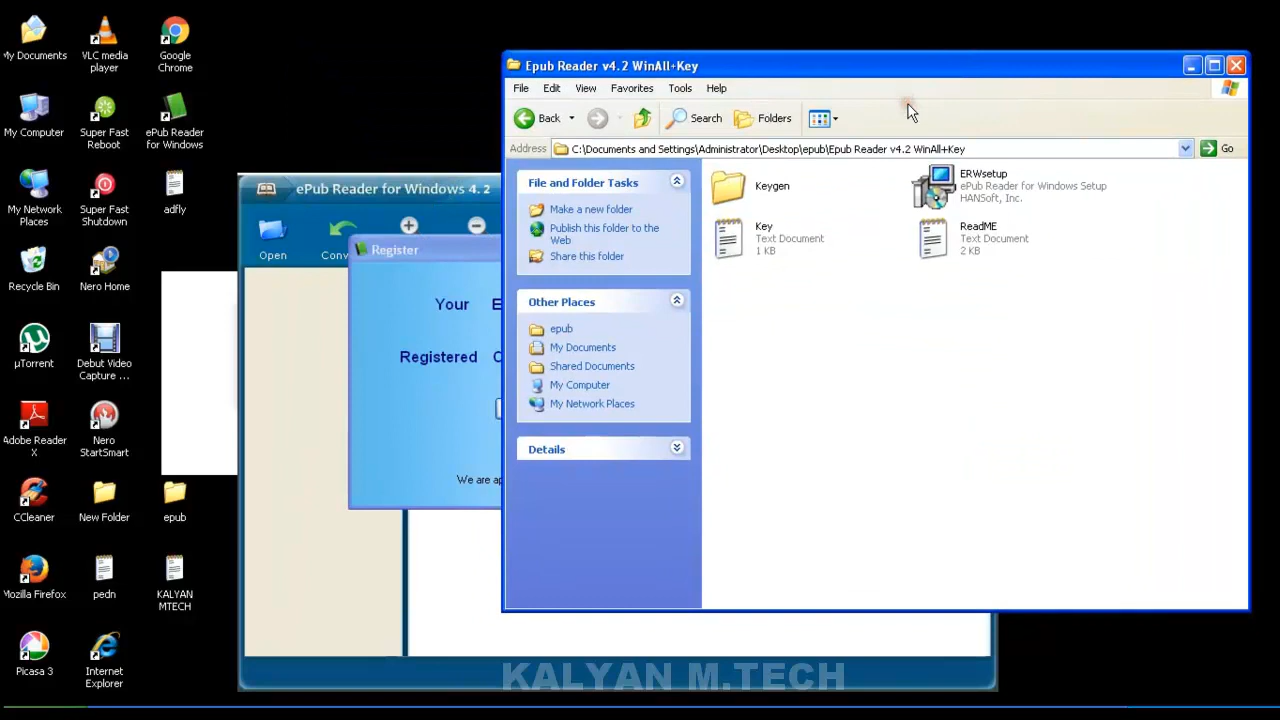 My Documents
VLC media
player
Google
Chrome
My Computer
Super Fast
Reboot
ePub Reader
for Windows
My Network
Places
Super Fast
Shutdown
adfly
Recycle Bin
Nero Home
µTorrent
Debut Video
Capture ...
Adobe Reader
X
Nero
StartSmart
CCleaner
New Folder
epub
Mozilla Firefox
pedn
KALYAN
MTECH
Picasa 3
Internet
Explorer
ePub Reader for Windows 4.2
Open
Conv
Register
Your E
Registered C
We are ap
Epub Reader v4.2 WinAll+Key
File Edit View Favorites Tools Help
Back Search Folders
Address C:\Documents and Settings\Administrator\Desktop\epub\Epub Reader v4.2 WinAll+Key Go
File and Folder Tasks
Make a new folder
Publish this folder to the
Web
Share this folder
Other Places
epub
My Documents
Shared Documents
My Computer
My Network Places
Details
Keygen
ERWsetup
ePub Reader for Windows Setup
HANSoft, Inc.
Key
Text Document
1 KB
ReadME
Text Document
2 KB
KALYAN M.TECH